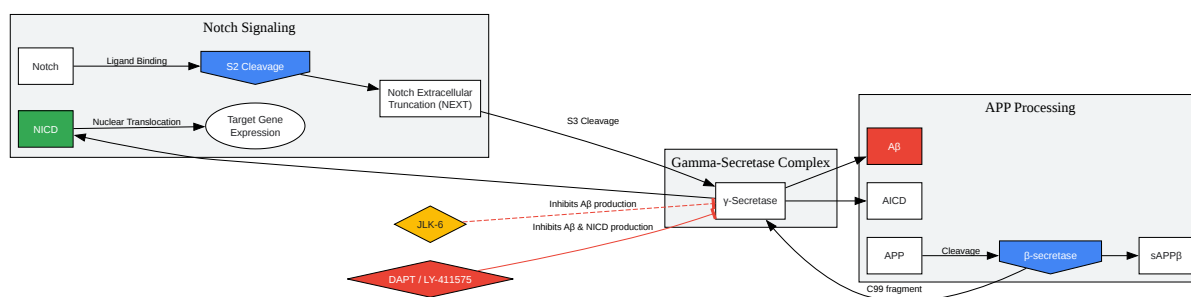 Notch Signaling
Notch
Ligand Binding
S2 Cleavage
Notch Extracellular
Truncation (NEXT)
NICD
Nuclear Translocation
Target Gene
Expression
S3 Cleavage
Gamma-Secretase Complex
γ-Secretase
JLK-6
Inhibits Aβ production
Inhibits Aβ & NICD production
DAPT / LY-411575
APP Processing
Aβ
AICD
APP
Cleavage
β-secretase
sAPPβ
C99 fragment